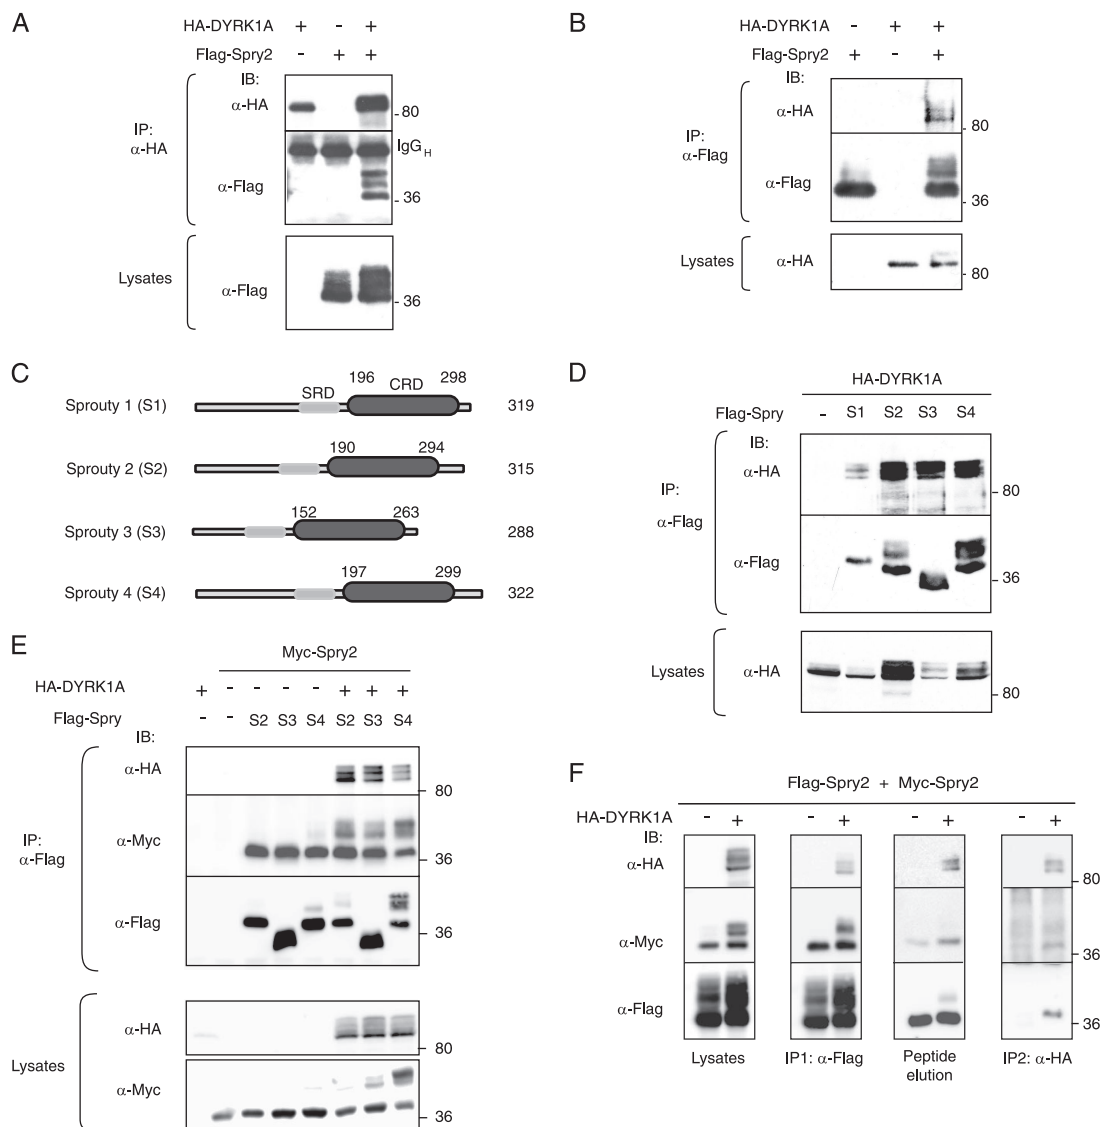 A
HA-DYRK1A + - +
Flag-Spry2 - + +
IB:
α-HA
80
IP:
α-HA
IgG H
α-Flag
36
Lysates
α-Flag
36
B
HA-DYRK1A - + +
Flag-Spry2 + - +
IB:
α-HA
80
IP:
α-Flag
α-Flag
36
Lysates
α-HA
80
C
196 CRD 298
SRD
Sprouty 1 (S1) 319
190 294
Sprouty 2 (S2) 315
152 263
Sprouty 3 (S3) 288
197 299
Sprouty 4 (S4) 322
D
HA-DYRK1A
Flag-Spry - S1 S2 S3 S4
IB:
α-HA
IP:
80
α-Flag
α-Flag
36
Lysates
α-HA
80
E
Myc-Spry2
HA-DYRK1A + - - - - + + +
Flag-Spry - - S2 S3 S4 S2 S3 S4
IB:
α-HA
80
IP:
α-Flag
α-Myc
36
α-Flag
36
Lysates
α-HA
80
α-Myc
36
F
Flag-Spry2 + Myc-Spry2
HA-DYRK1A - + - + - + - +
IB:
α-HA
80
α-Myc
36
α-Flag
36
Lysates IP1: α-Flag Peptide elution IP2: α-HA